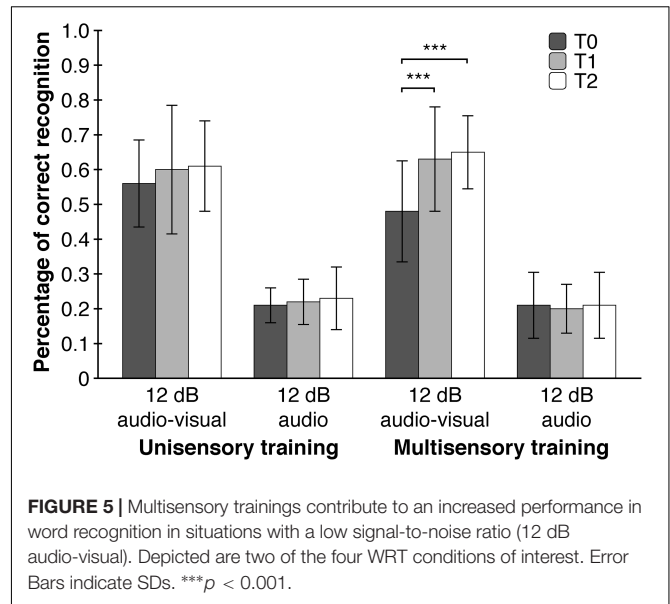 1.0
0.9
0.8
0.7
0.6
0.5
0.4
0.3
0.2
0.1
0
Percentage of correct recognition
*** 
***
T0
T1
T2
12 dB audio-visual
12 dB audio
12 dB audio-visual
12 dB audio
Unisensory training
Multisensory training
FIGURE 5 | Multisensory trainings contribute to an increased performance in
word recognition in situations with a low signal-to-noise ratio (12 dB
audio-visual). Depicted are two of the four WRT conditions of interest. Error
Bars indicate SDs. ***p < 0.001.